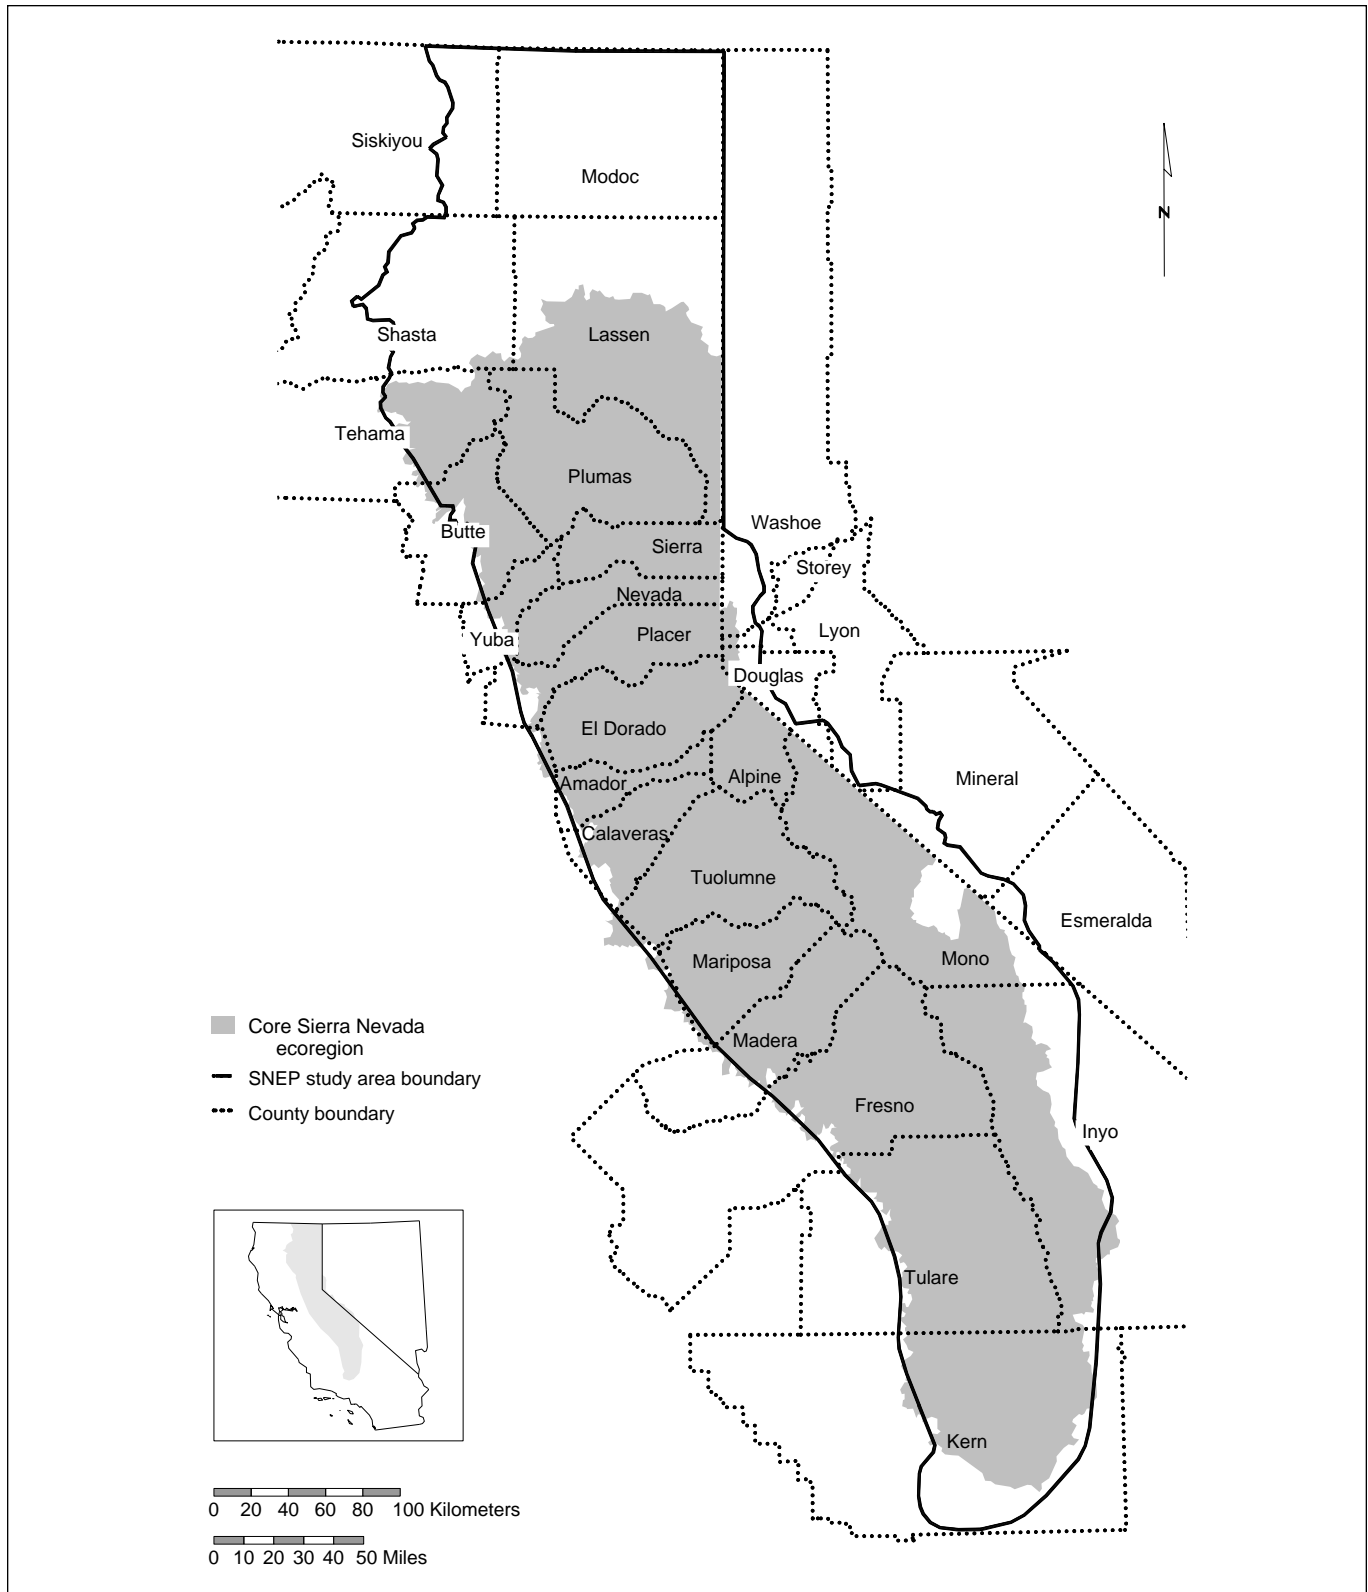 Siskiyou
Modoc
N
Shasta
Lassen
Tehama
Plumas
Washoe
Butte
Sierra
Storey
Nevada
Yuba
Placer
Lyon
Douglas
El Dorado
Amador
Alpine
Mineral
Calaveras
Tuolumne
Esmeralda
Mariposa
Mono
Core Sierra Nevada
ecoregion
Madera
SNEP study area boundary
County boundary
Fresno
Inyo
Tulare
Kern
0 20 40 60 80 100 Kilometers
0 10 20 30 40 50 Miles